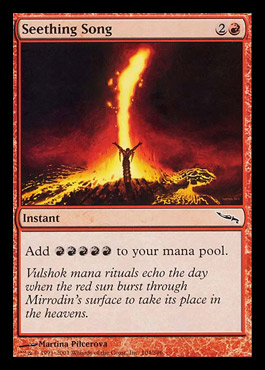 Seething Song 2
Instant
Add to your mana pool.
Vulshok mana rituals echo the day
when the red sun burst through
Mirrodin's surface to take its place in
the heavens.
Martina Pilcerova